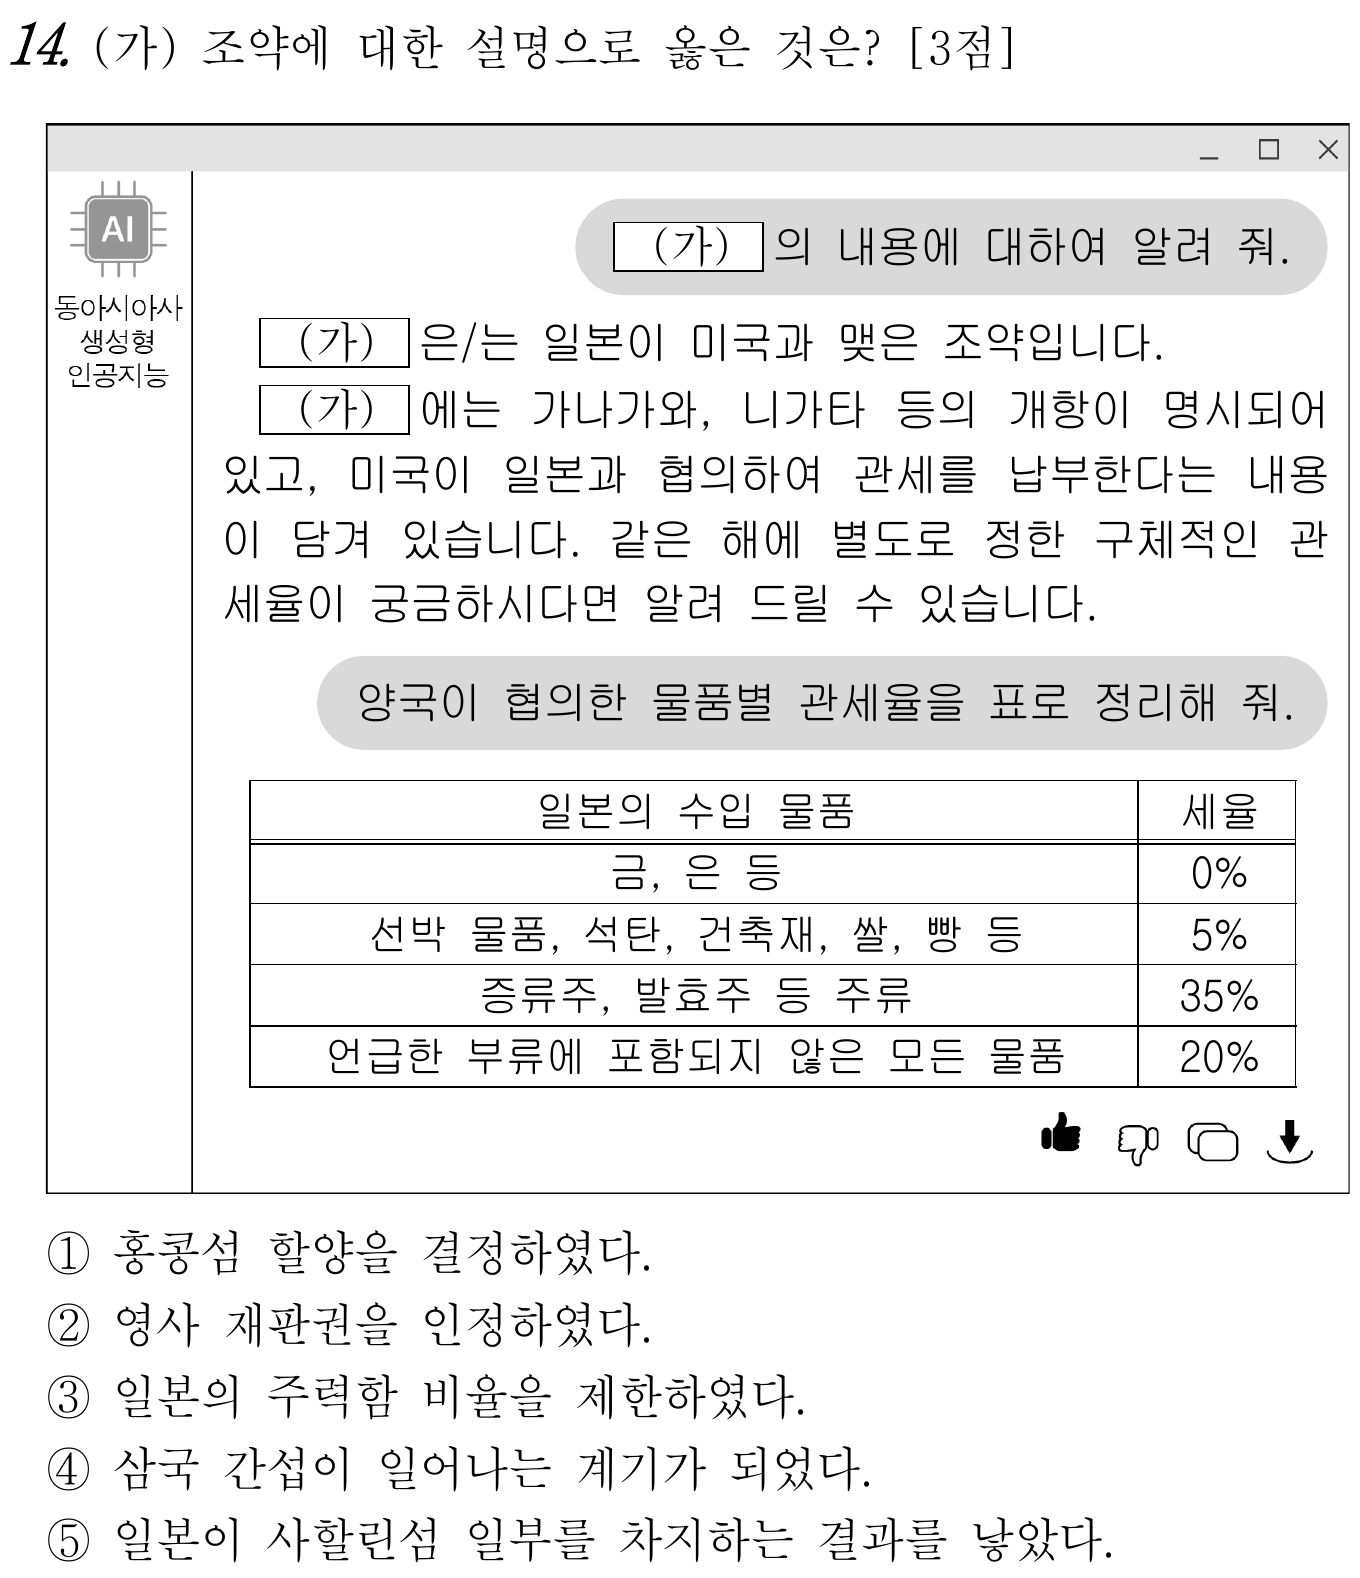 14. (가) 조약에 대한 설명으로 옳은 것은? [3점]
AI
동아시아사
생성형
인공지능
(가) 의 내용에 대하여 알려 줘.
(가) 은/는 일본이 미국과 맺은 조약입니다.
(가) 에는 가나가와, 니가타 등의 개항이 명시되어
있고, 미국이 일본과 협의하여 관세를 납부한다는 내용
이 담겨 있습니다. 같은 해에 별도로 정한 구체적인 관
세율이 궁금하시다면 알려 드릴 수 있습니다.
양국이 협의한 물품별 관세율을 표로 정리해 줘.
일본의 수입 물품 세율
금, 은 등 0%
선박 물품, 석탄, 건축재, 쌀, 빵 등 5%
증류주, 발효주 등 주류 35%
언급한 부류에 포함되지 않은 모든 물품 20%
① 홍콩섬 할양을 결정하였다.
② 영사 재판권을 인정하였다.
③ 일본의 주력함 비율을 제한하였다.
④ 삼국 간섭이 일어나는 계기가 되었다.
⑤ 일본이 사할린섬 일부를 차지하는 결과를 낳았다.